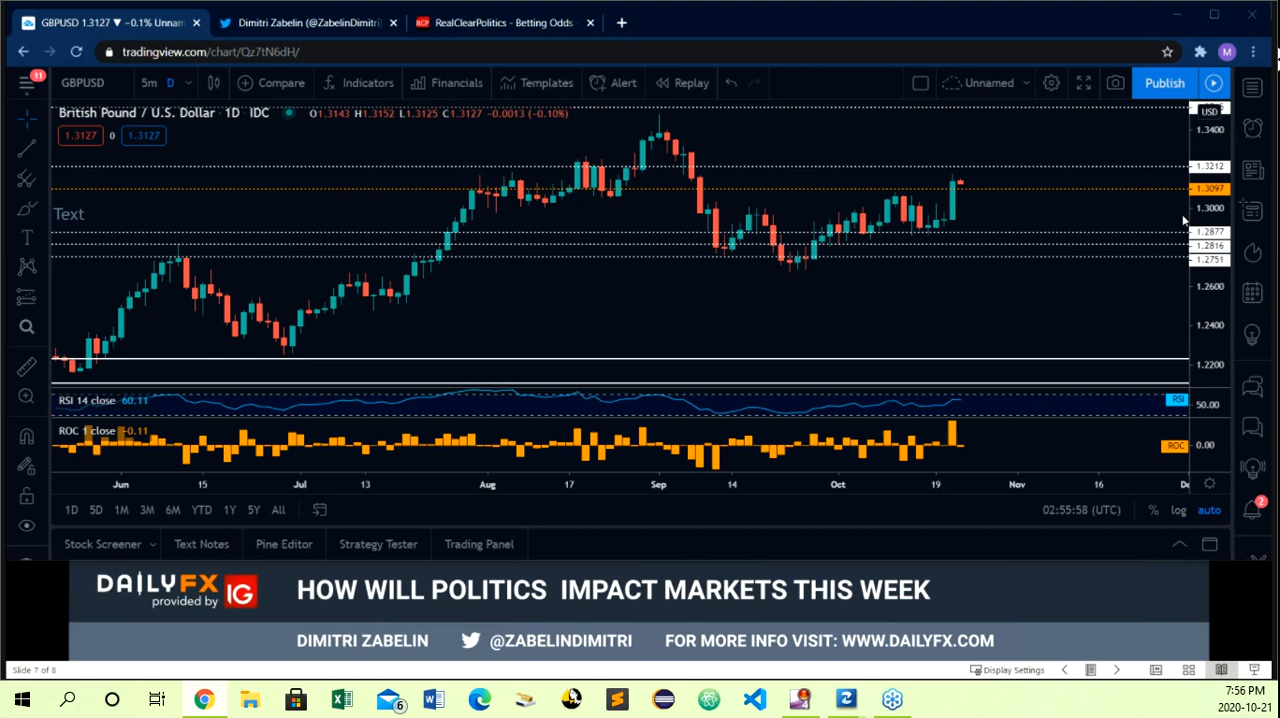 GBPUSD 1.3127 ▼ −0.1% Unnam
Dimitri Zabelin (@ZabelinDimitri)
RCP RealClearPolitics - Betting Odds
tradingview.com/chart/Qz7tN6dH/
M
11
GBPUSD 5m D Compare Indicators Financials Templates Alert Replay Unnamed Publish
British Pound / U.S. Dollar 1D IDC O1.3143 H1.3152 L1.3125 C1.3127 −0.0013 (−0.10%)
USD
1.3127 0 1.3127
1.3400
1.3212
1.3097
Text
1.3000
1.2877
1.2816
1.2751
1.2600
1.2400
1.2200
RSI 14 close 60.11
RSI 50.00
ROC 1 close −0.11
ROC 0.00
Jun 15 Jul 13 Aug 17 Sep 14 Oct 19 Nov 16 De
1D 5D 1M 3M 6M YTD 1Y 5Y All 02:55:58 (UTC) % log auto
2
Stock Screener Text Notes Pine Editor Strategy Tester Trading Panel
DAILYFX
provided by IG
HOW WILL POLITICS IMPACT MARKETS THIS WEEK
DIMITRI ZABELIN @ZABELINDIMITRI FOR MORE INFO VISIT: WWW.DAILYFX.COM
Slide 7 of 8 Display Settings
6
7:56 PM
2020-10-21